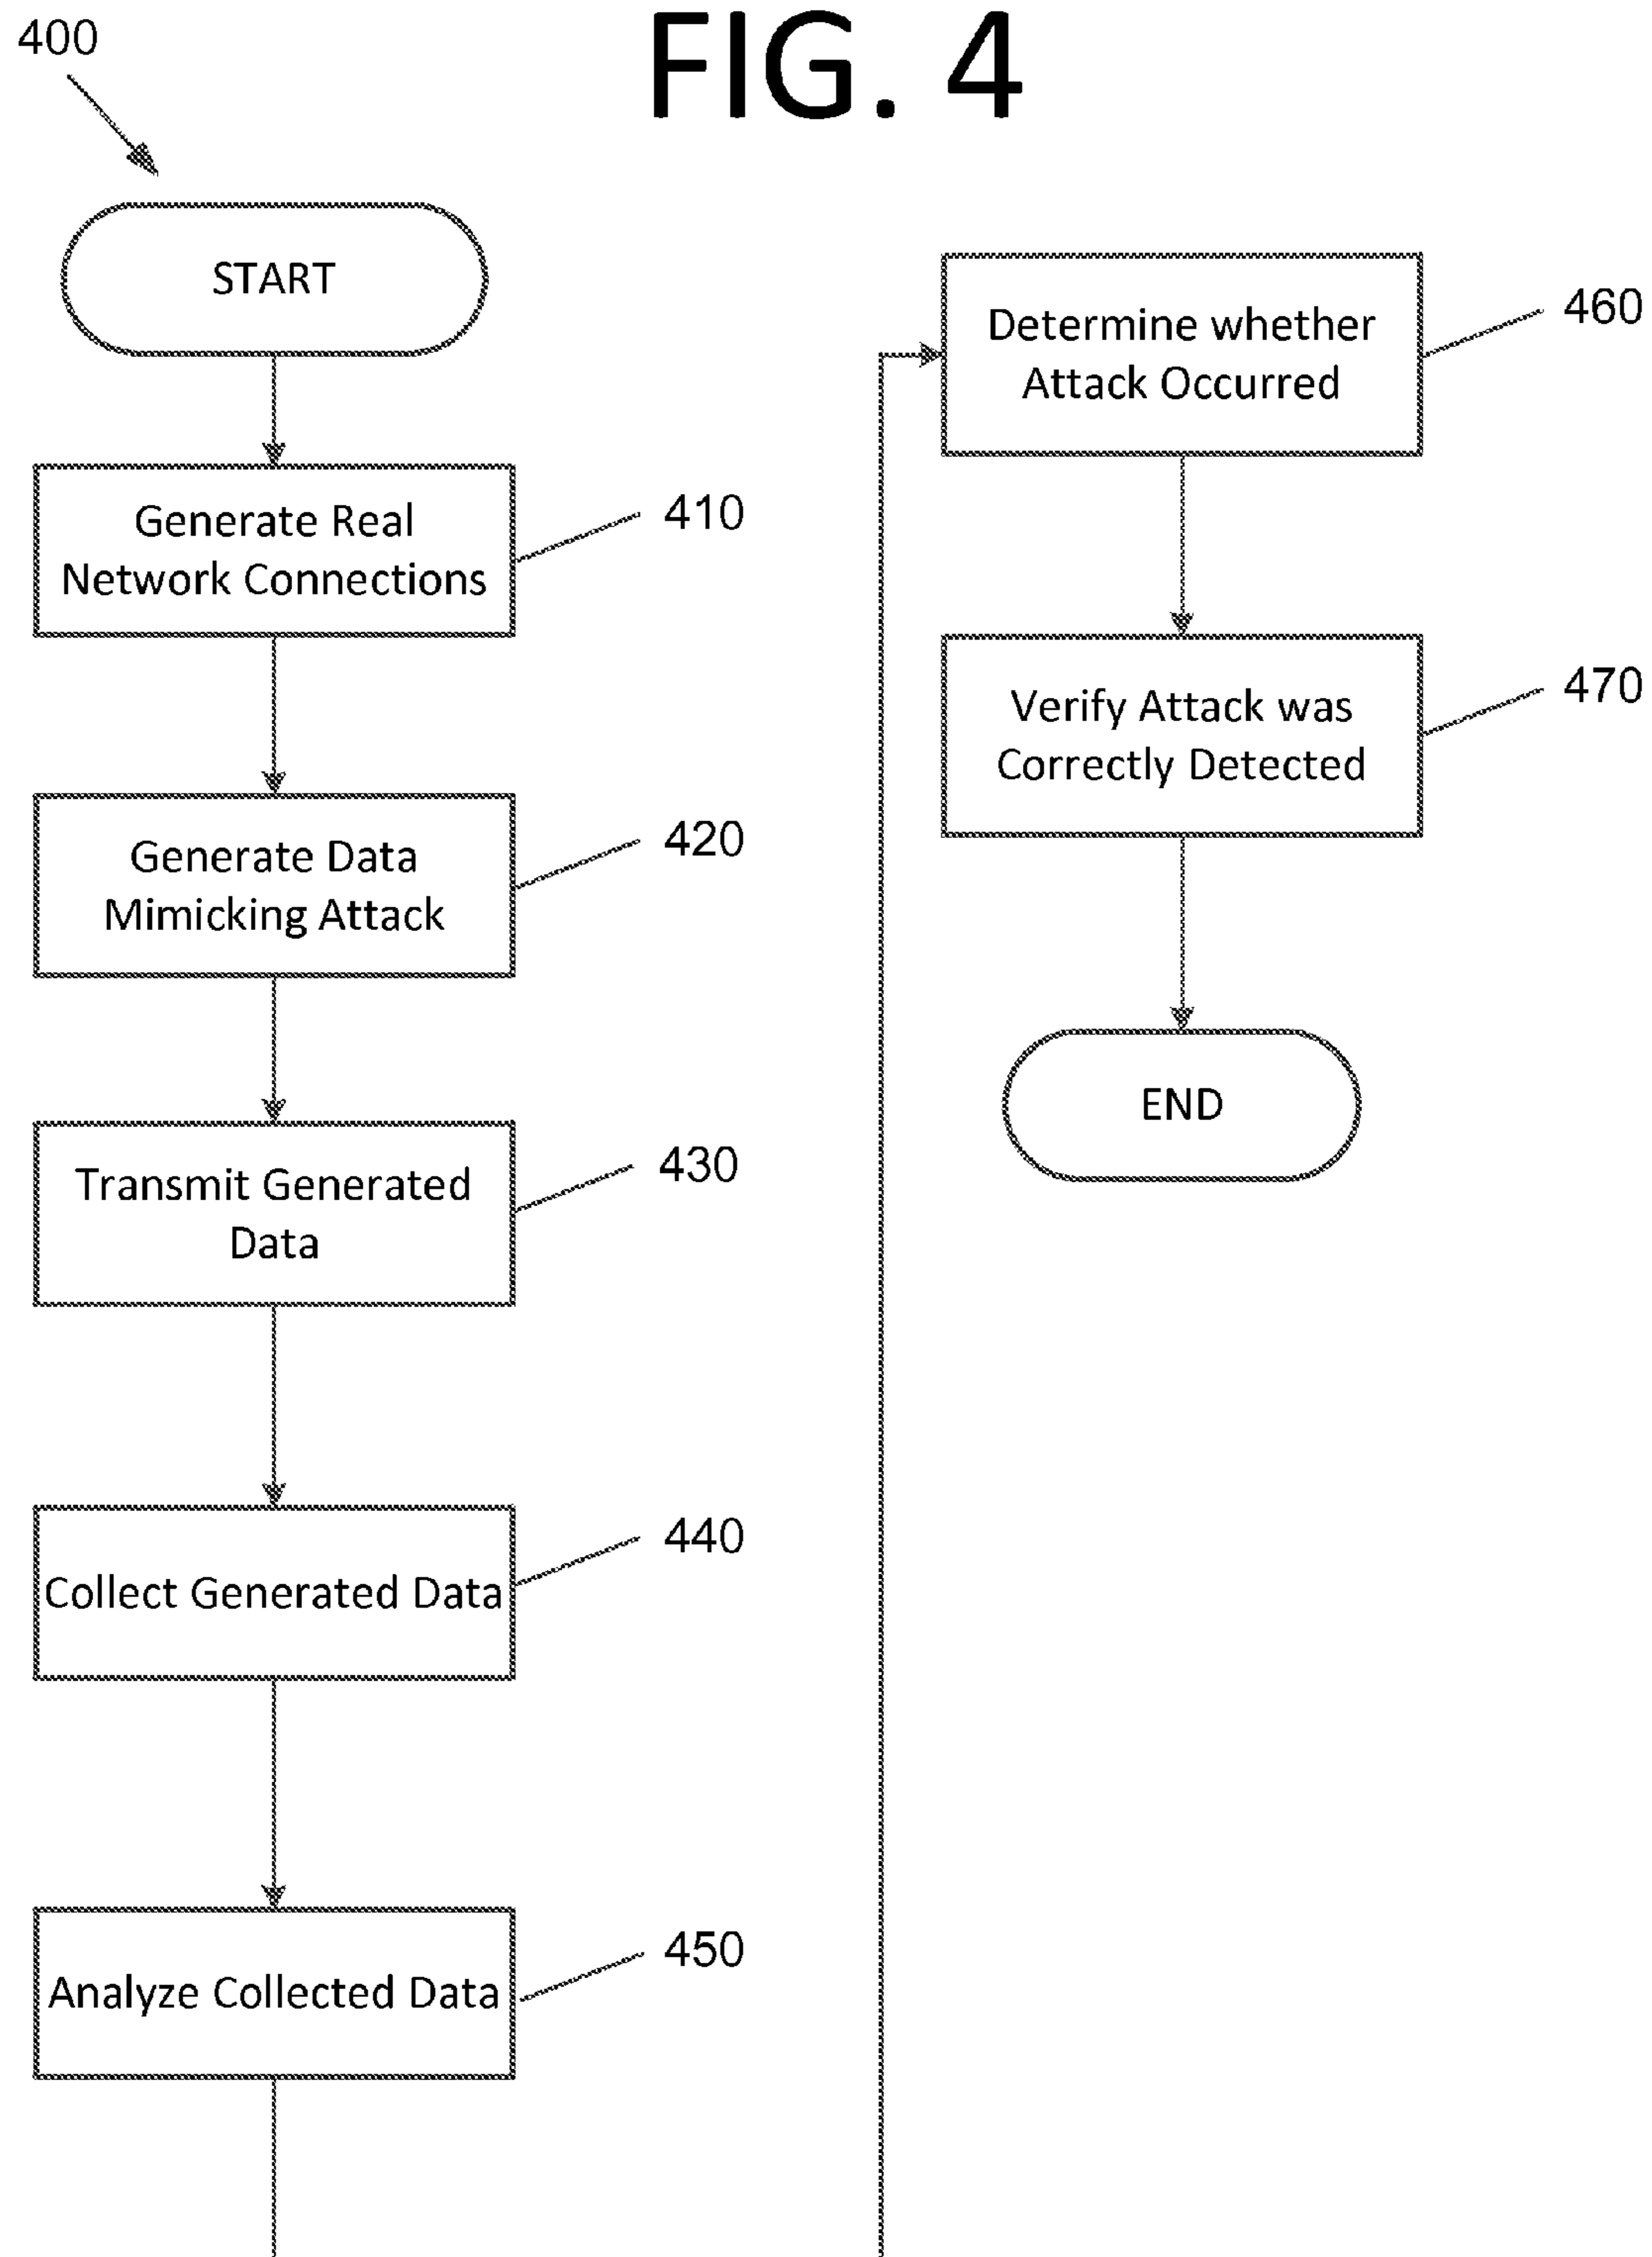 FIG. 4
400
START
Generate Real
Network Connections
410
Generate Data
Mimicking Attack
420
Transmit Generated
Data
430
Collect Generated Data
440
Analyze Collected Data
450
Determine whether
Attack Occurred
460
Verify Attack was
Correctly Detected
470
END